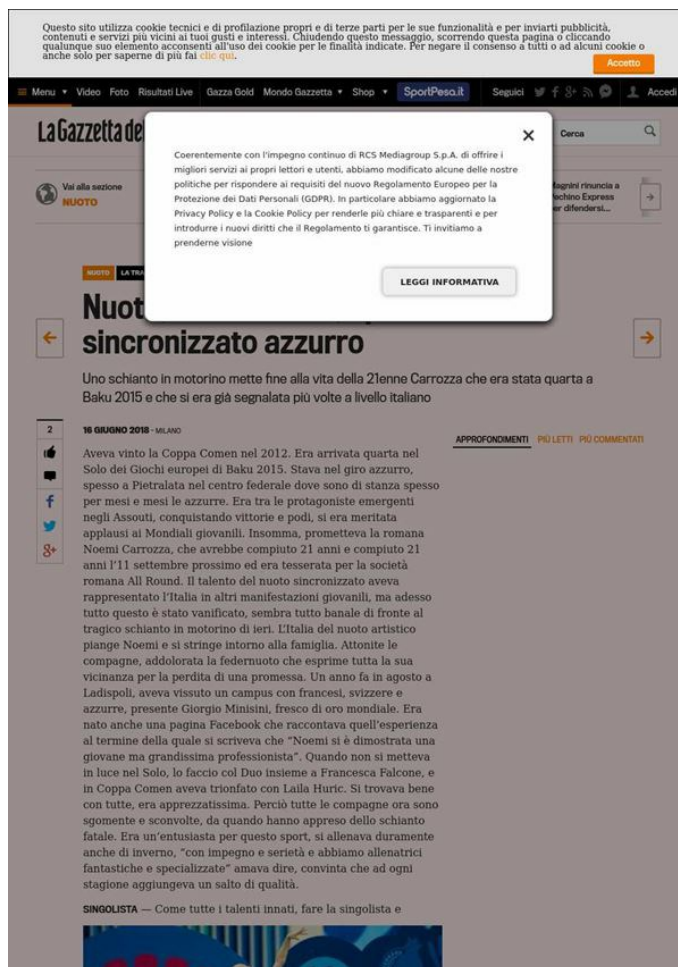 Questo sito utilizza cookie tecnici e di profilazione propri e di terze parti per le sue funzionalità e per inviarti pubblicità,
contenuti e servizi più vicini ai tuoi gusti e interessi. Chiudendo questo messaggio, scorrendo questa pagina o cliccando
qualunque suo elemento acconsenti all'uso dei cookie per le finalità indicate. Per negare il consenso a tutti o ad alcuni cookie o
anche solo per saperne di più fai clic qui.
Accetto
Menu Video Foto Risultati Live Gazza Gold Mondo Gazzetta Shop SportPesa.it Seguici Accedi
La Gazzetta del
Cerca
Coerentemente con l'impegno continuo di RCS Mediagroup S.p.A. di offrire i
migliori servizi ai propri lettori e utenti, abbiamo modificato alcune delle nostre
politiche per rispondere ai requisiti del nuovo Regolamento Europeo per la
Protezione dei Dati Personali (GDPR). In particolare abbiamo aggiornato la
Privacy Policy e la Cookie Policy per renderle più chiare e trasparenti e per
introdurre i nuovi diritti che il Regolamento ti garantisce. Ti invitiamo a
prenderne visione
LEGGI INFORMATIVA
Vai alla sezione
NUOTO
Magnini rinuncia a
Pechino Express
per difendersi...
NUOTO LA TRA
Nuot
sincronizzato azzurro
Uno schianto in motorino mette fine alla vita della 21enne Carrozza che era stata quarta a
Baku 2015 e che si era già segnalata più volte a livello italiano
2
16 GIUGNO 2018 - MILANO
APPROFONDIMENTI PIÙ LETTI PIÙ COMMENTATI
Aveva vinto la Coppa Comen nel 2012. Era arrivata quarta nel
Solo dei Giochi europei di Baku 2015. Stava nel giro azzurro,
spesso a Pietralata nel centro federale dove sono di stanza spesso
per mesi e mesi le azzurre. Era tra le protagoniste emergenti
negli Assouti, conquistando vittorie e podi, si era meritata
applausi ai Mondiali giovanili. Insomma, prometteva la romana
Noemi Carrozza, che avrebbe compiuto 21 anni e compiuto 21
anni l'11 settembre prossimo ed era tesserata per la società
romana All Round. Il talento del nuoto sincronizzato aveva
rappresentato l'Italia in altri manifestazioni giovanili, ma adesso
tutto questo è stato vanificato, sembra tutto banale di fronte al
tragico schianto in motorino di ieri. L'Italia del nuoto artistico
piange Noemi e si stringe intorno alla famiglia. Attonite le
compagne, addolorata la federnuoto che esprime tutta la sua
vicinanza per la perdita di una promessa. Un anno fa in agosto a
Ladispoli, aveva vissuto un campus con francesi, svizzere e
azzurre, presente Giorgio Minisini, fresco di oro mondiale. Era
nato anche una pagina Facebook che raccontava quell'esperienza
al termine della quale si scriveva che "Noemi si è dimostrata una
giovane ma grandissima professionista". Quando non si metteva
in luce nel Solo, lo faccio col Duo insieme a Francesca Falcone, e
in Coppa Comen aveva trionfato con Laila Huric. Si trovava bene
con tutte, era apprezzatissima. Perciò tutte le compagne ora sono
sgomente e sconvolte, da quando hanno appreso dello schianto
fatale. Era un'entusiasta per questo sport, si allenava duramente
anche di inverno, "con impegno e serietà e abbiamo allenatrici
fantastiche e specializzate" amava dire, convinta che ad ogni
stagione aggiungeva un salto di qualità.
SINGOLISTA — Come tutte i talenti innati, fare la singolista e